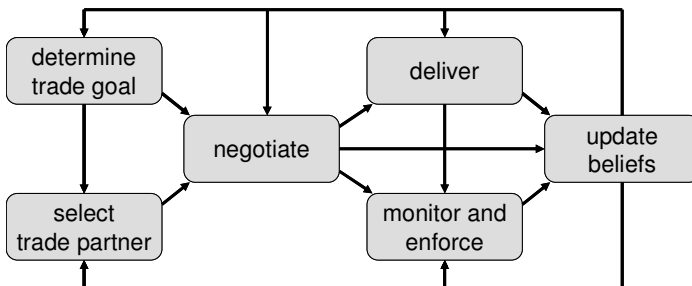 determine
trade goal
select
trade partner
negotiate
deliver
monitor and
enforce
update
beliefs